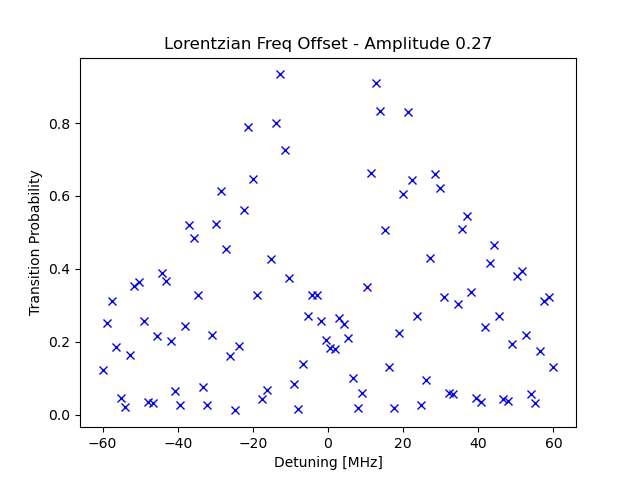 Lorentzian Freq Offset - Amplitude 0.27
Transition Probability
0.8
0.6
0.4
0.2
0.0
−60 −40 −20 0 20 40 60
Detuning [MHz]